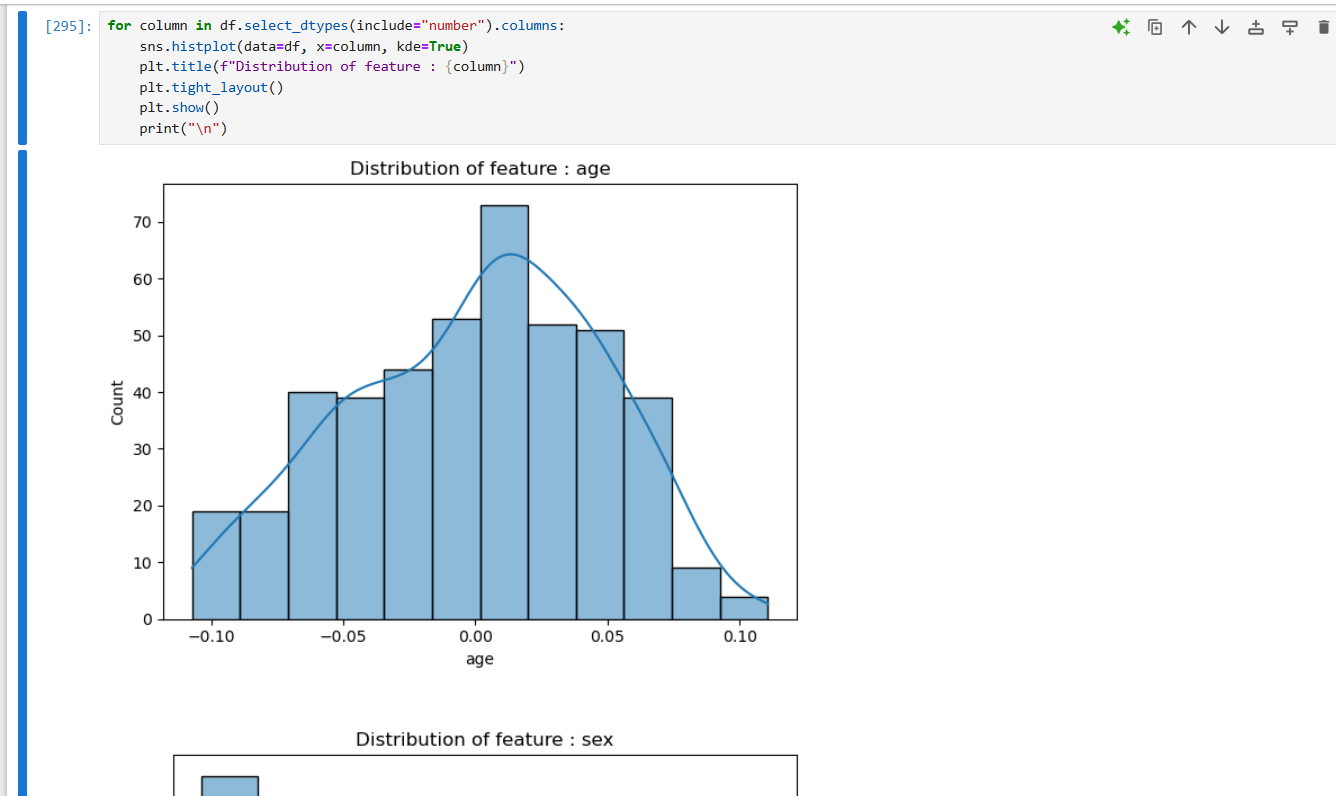 [295]: for column in df.select_dtypes(include="number").columns:
    sns.histplot(data=df, x=column, kde=True)
    plt.title(f"Distribution of feature : {column}")
    plt.tight_layout()
    plt.show()
    print("\n")
Distribution of feature : age
70
60
50
40
30
20
10
0
Count
−0.10 −0.05 0.00 0.05 0.10
age
Distribution of feature : sex